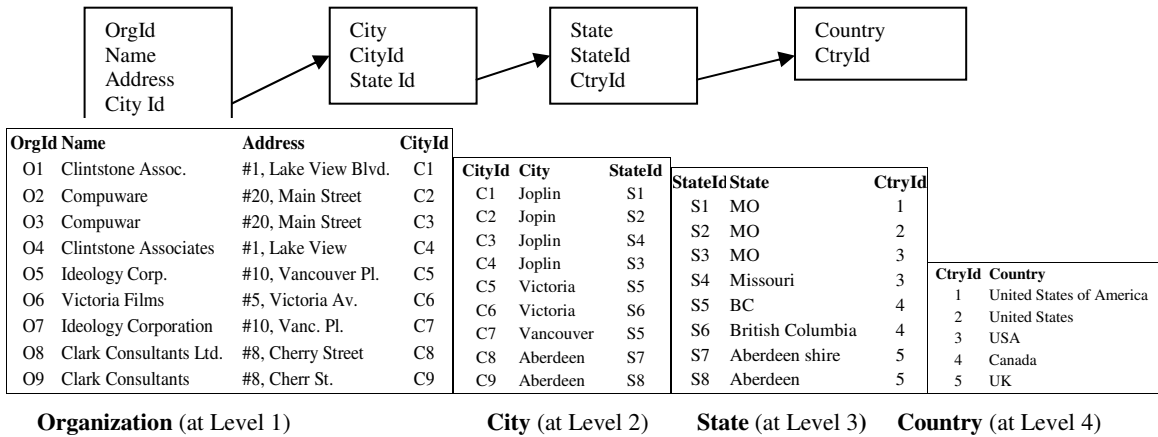 OrgId
Name
Address
City Id
City
CityId
State Id
State
StateId
CtryId
Country
CtryId
OrgId Name Address CityId
O1 Clintstone Assoc. #1, Lake View Blvd. C1
O2 Compuware #20, Main Street C2
O3 Compuwar #20, Main Street C3
O4 Clintstone Associates #1, Lake View C4
O5 Ideology Corp. #10, Vancouver Pl. C5
O6 Victoria Films #5, Victoria Av. C6
O7 Ideology Corporation #10, Vanc. Pl. C7
O8 Clark Consultants Ltd. #8, Cherry Street C8
O9 Clark Consultants #8, Cherr St. C9
CityId City StateId
C1 Joplin S1
C2 Jopin S2
C3 Joplin S4
C4 Joplin S3
C5 Victoria S5
C6 Victoria S6
C7 Vancouver S5
C8 Aberdeen S7
C9 Aberdeen S8
StateId State CtryId
S1 MO 1
S2 MO 2
S3 MO 3
S4 Missouri 3
S5 BC 4
S6 British Columbia 4
S7 Aberdeen shire 5
S8 Aberdeen 5
CtryId Country
1 United States of America
2 United States
3 USA
4 Canada
5 UK
Organization (at Level 1) City (at Level 2) State (at Level 3) Country (at Level 4)